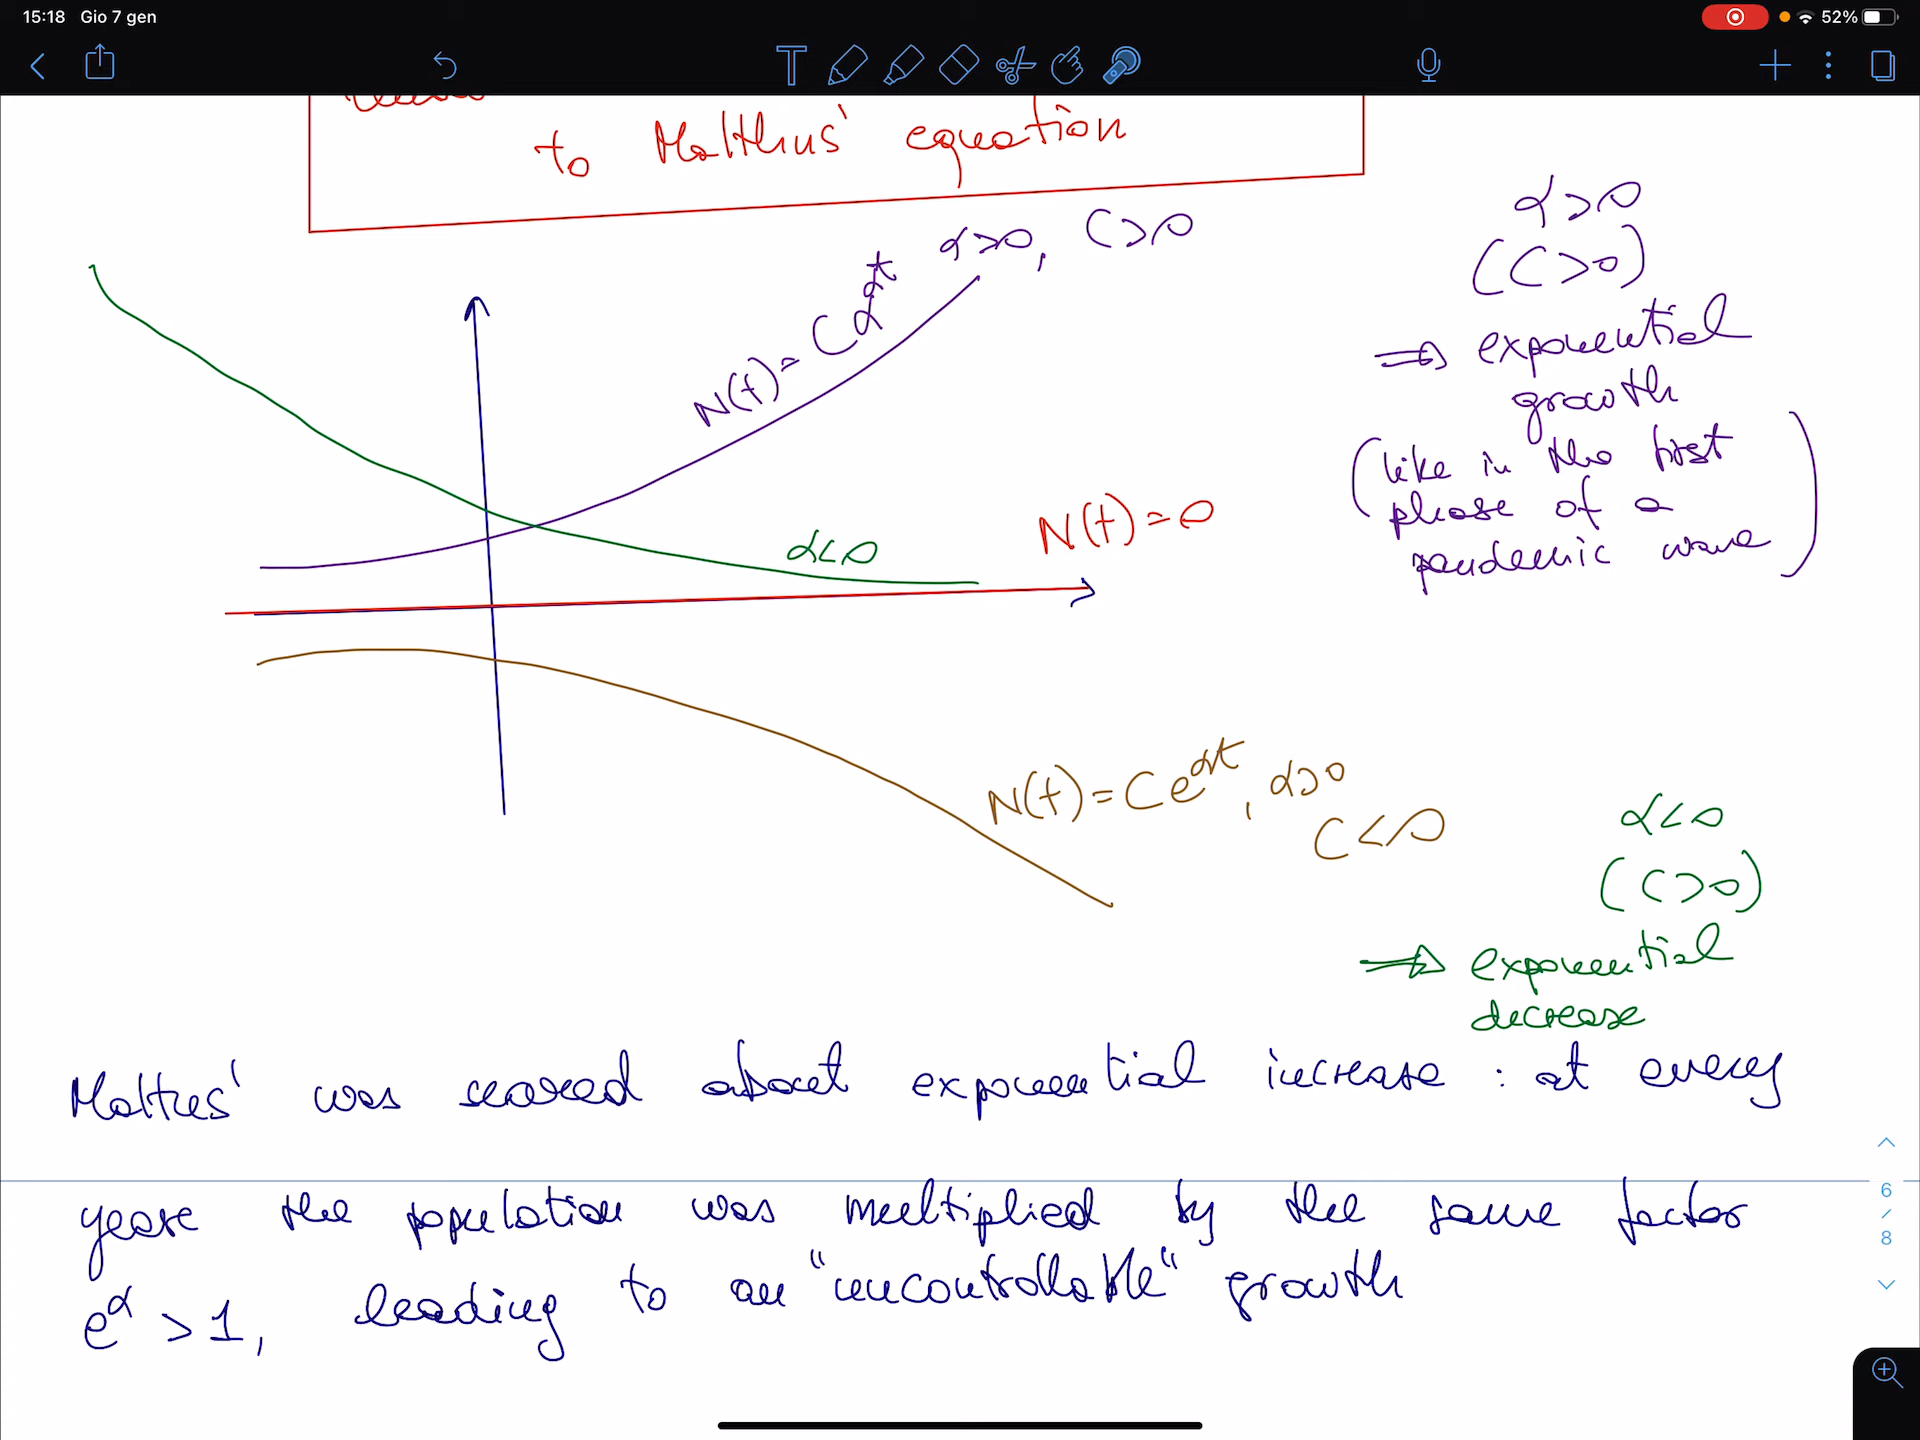 15:18 Gio 7 gen
52%
to Malthus' equation
α>0, C>0
N(t)= C α^αt
α>0
(C>0)
⇒ exponential
growth
(like in the first
phase of a
pandemic wave)
N(t)=0
α<0
N(t)=C e^αt, α>0
C<0
α<0
(C>0)
⇒ exponential
decrease
Maltus' was scared about exponential increase : at every
year the population was multiplied by the same factor
e^α > 1, leading to an "uncontrollable" growth
6
/
8